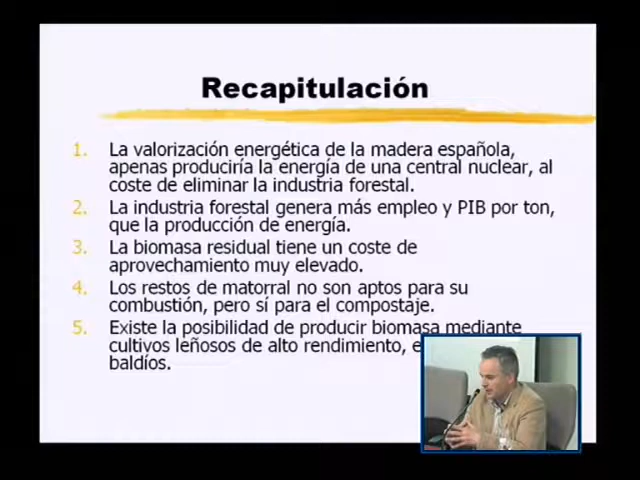 Recapitulación
1. La valorización energética de la madera española,
apenas produciría la energía de una central nuclear, al
coste de eliminar la industria forestal.
2. La industria forestal genera más empleo y PIB por ton,
que la producción de energía.
3. La biomasa residual tiene un coste de
aprovechamiento muy elevado.
4. Los restos de matorral no son aptos para su
combustión, pero sí para el compostaje.
5. Existe la posibilidad de producir biomasa mediante
cultivos leñosos de alto rendimiento,
baldíos.